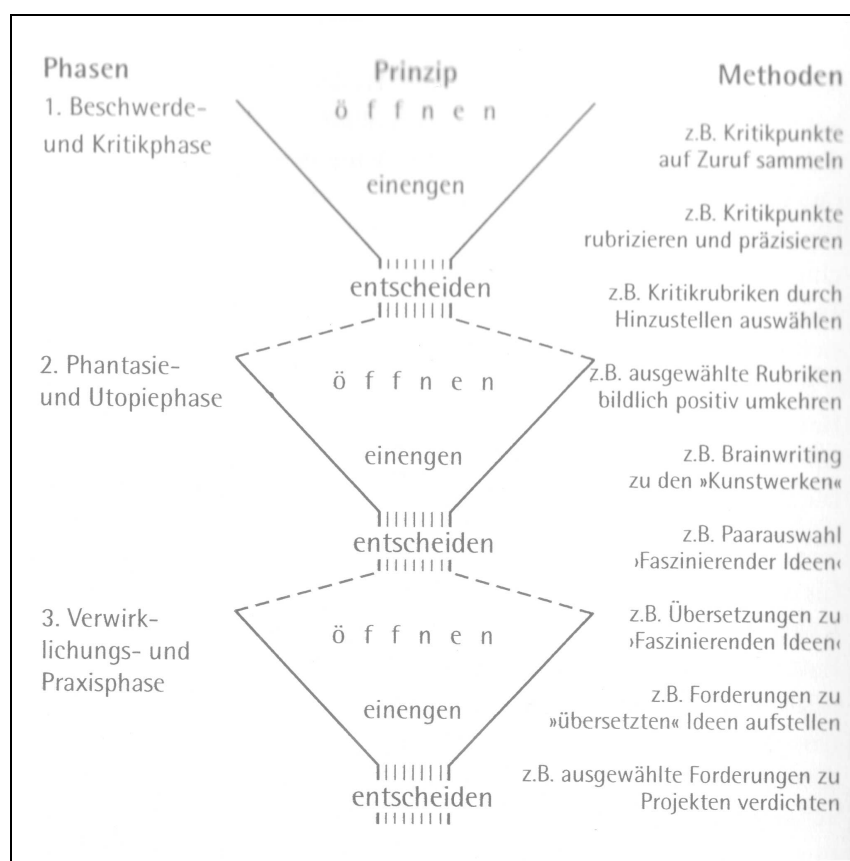 Phasen
Prinzip
Methoden
1. Beschwerde-
und Kritikphase
ö f f n e n
z.B. Kritikpunkte
auf Zuruf sammeln
einengen
z.B. Kritikpunkte
rubrizieren und präzisieren
entscheiden
z.B. Kritikrubriken durch
Hinzustellen auswählen
2. Phantasie-
und Utopiephase
ö f f n e n
z.B. ausgewählte Rubriken
bildlich positiv umkehren
einengen
z.B. Brainwriting
zu den »Kunstwerken«
entscheiden
z.B. Paarauswahl
›Faszinierender Ideen‹
3. Verwirk-
lichungs- und
Praxisphase
ö f f n e n
z.B. Übersetzungen zu
›Faszinierenden Ideen‹
einengen
z.B. Forderungen zu
»übersetzten« Ideen aufstellen
entscheiden
z.B. ausgewählte Forderungen zu
Projekten verdichten